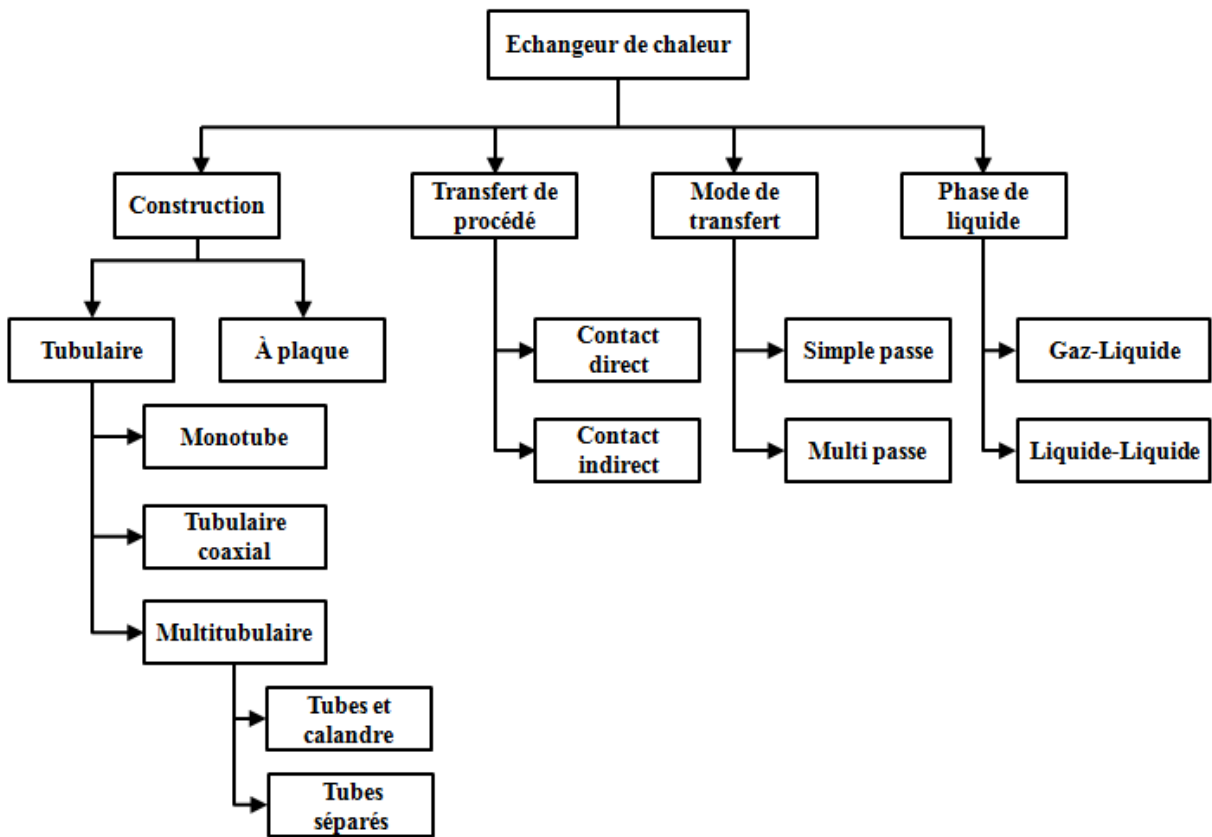 Echangeur de chaleur
Construction
Transfert de
procédé
Mode de
transfert
Phase de
liquide
Tubulaire
À plaque
Contact
direct
Simple passe
Gaz-Liquide
Monotube
Contact
indirect
Multi passe
Liquide-Liquide
Tubulaire
coaxial
Multitubulaire
Tubes et
calandre
Tubes
séparés